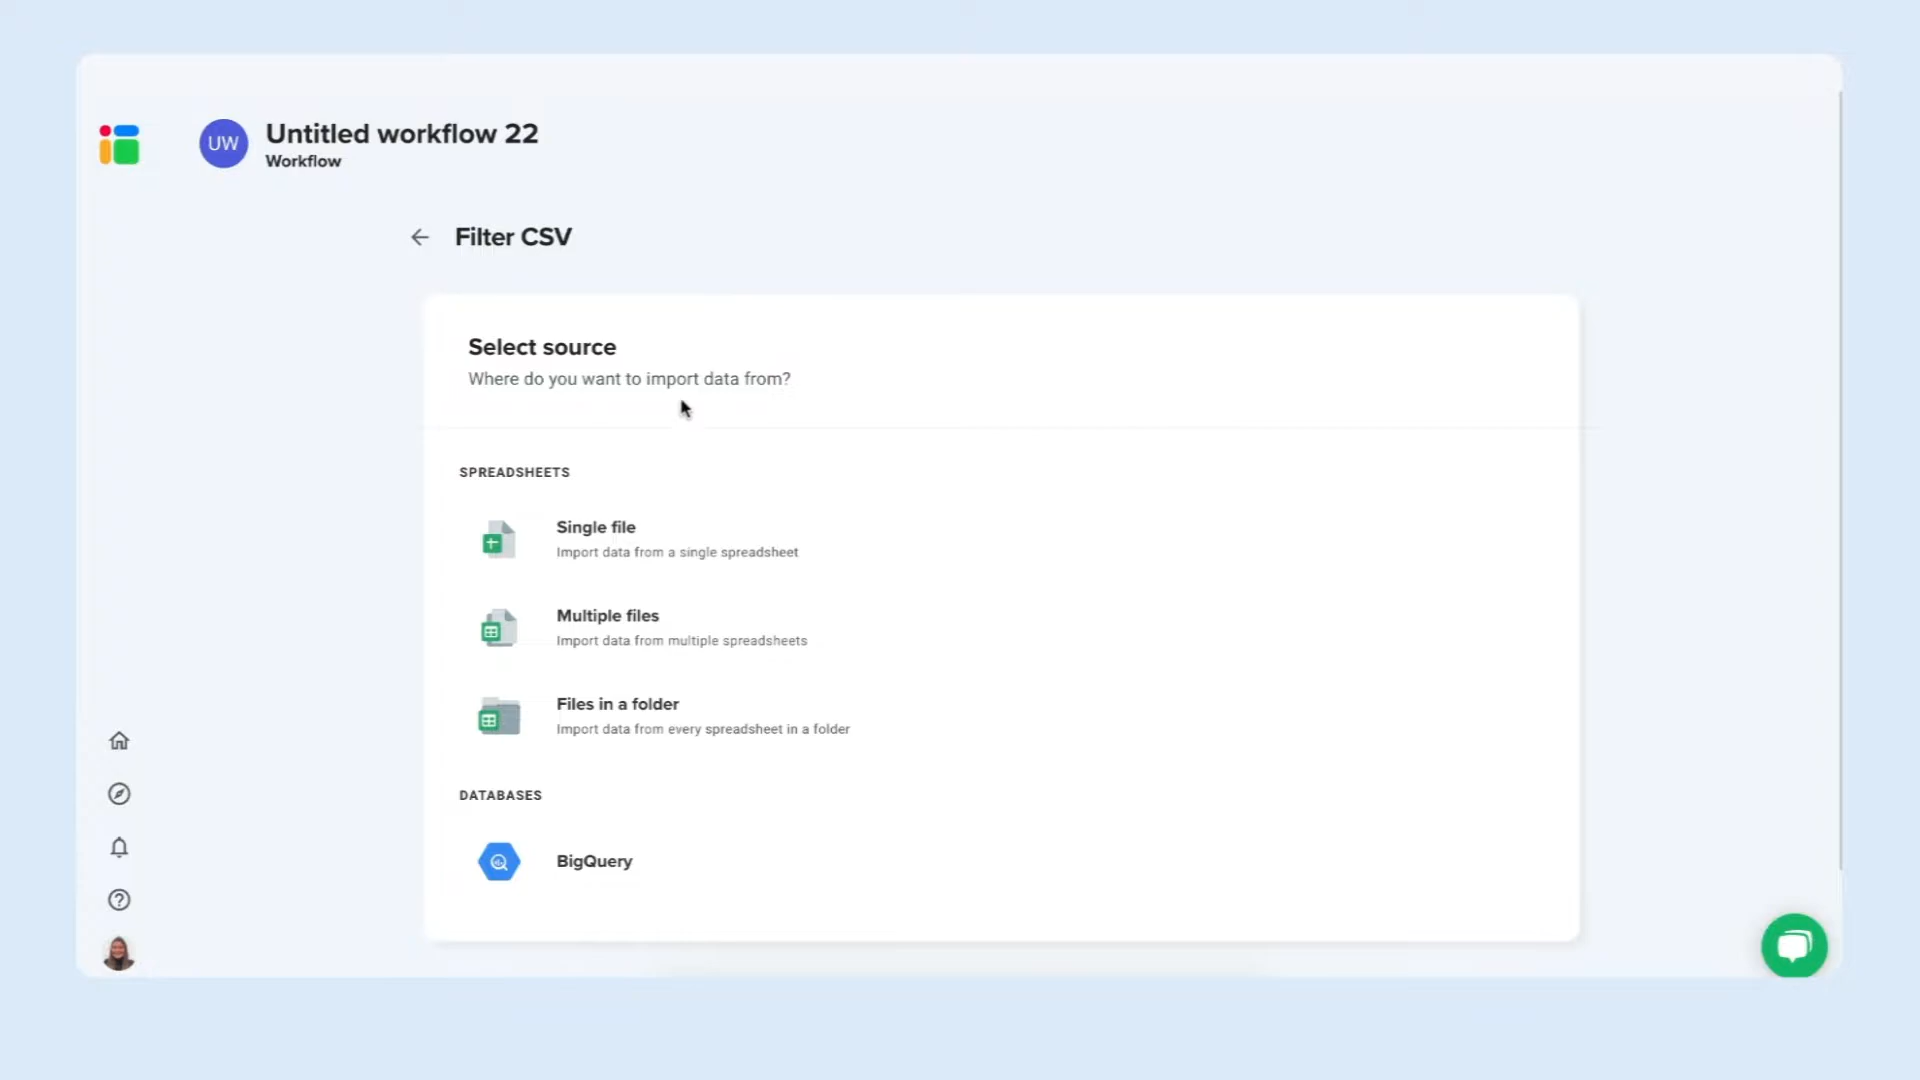 UW
Untitled workflow 22
Workflow
Filter CSV
Select source
Where do you want to import data from?
SPREADSHEETS
Single file
Import data from a single spreadsheet
Multiple files
Import data from multiple spreadsheets
Files in a folder
Import data from every spreadsheet in a folder
DATABASES
BigQuery